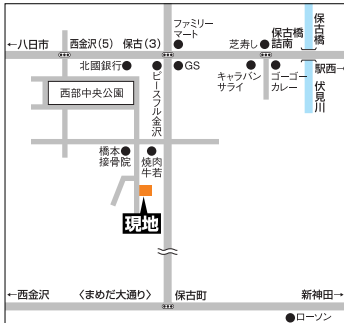 ファミリー
マート
芝寿し
保古橋
詰南
保古橋
←八日市
西金沢(5)
保古(3)
駅西→
北國銀行
GS
キャラバン
サライ
ゴーゴー
カレー
伏見川
ピースフル金沢
西部中央公園
橋本
接骨院
焼肉
牛若
現地
←西金沢
〈まめだ大通り〉
保古町
新神田→
ローソン